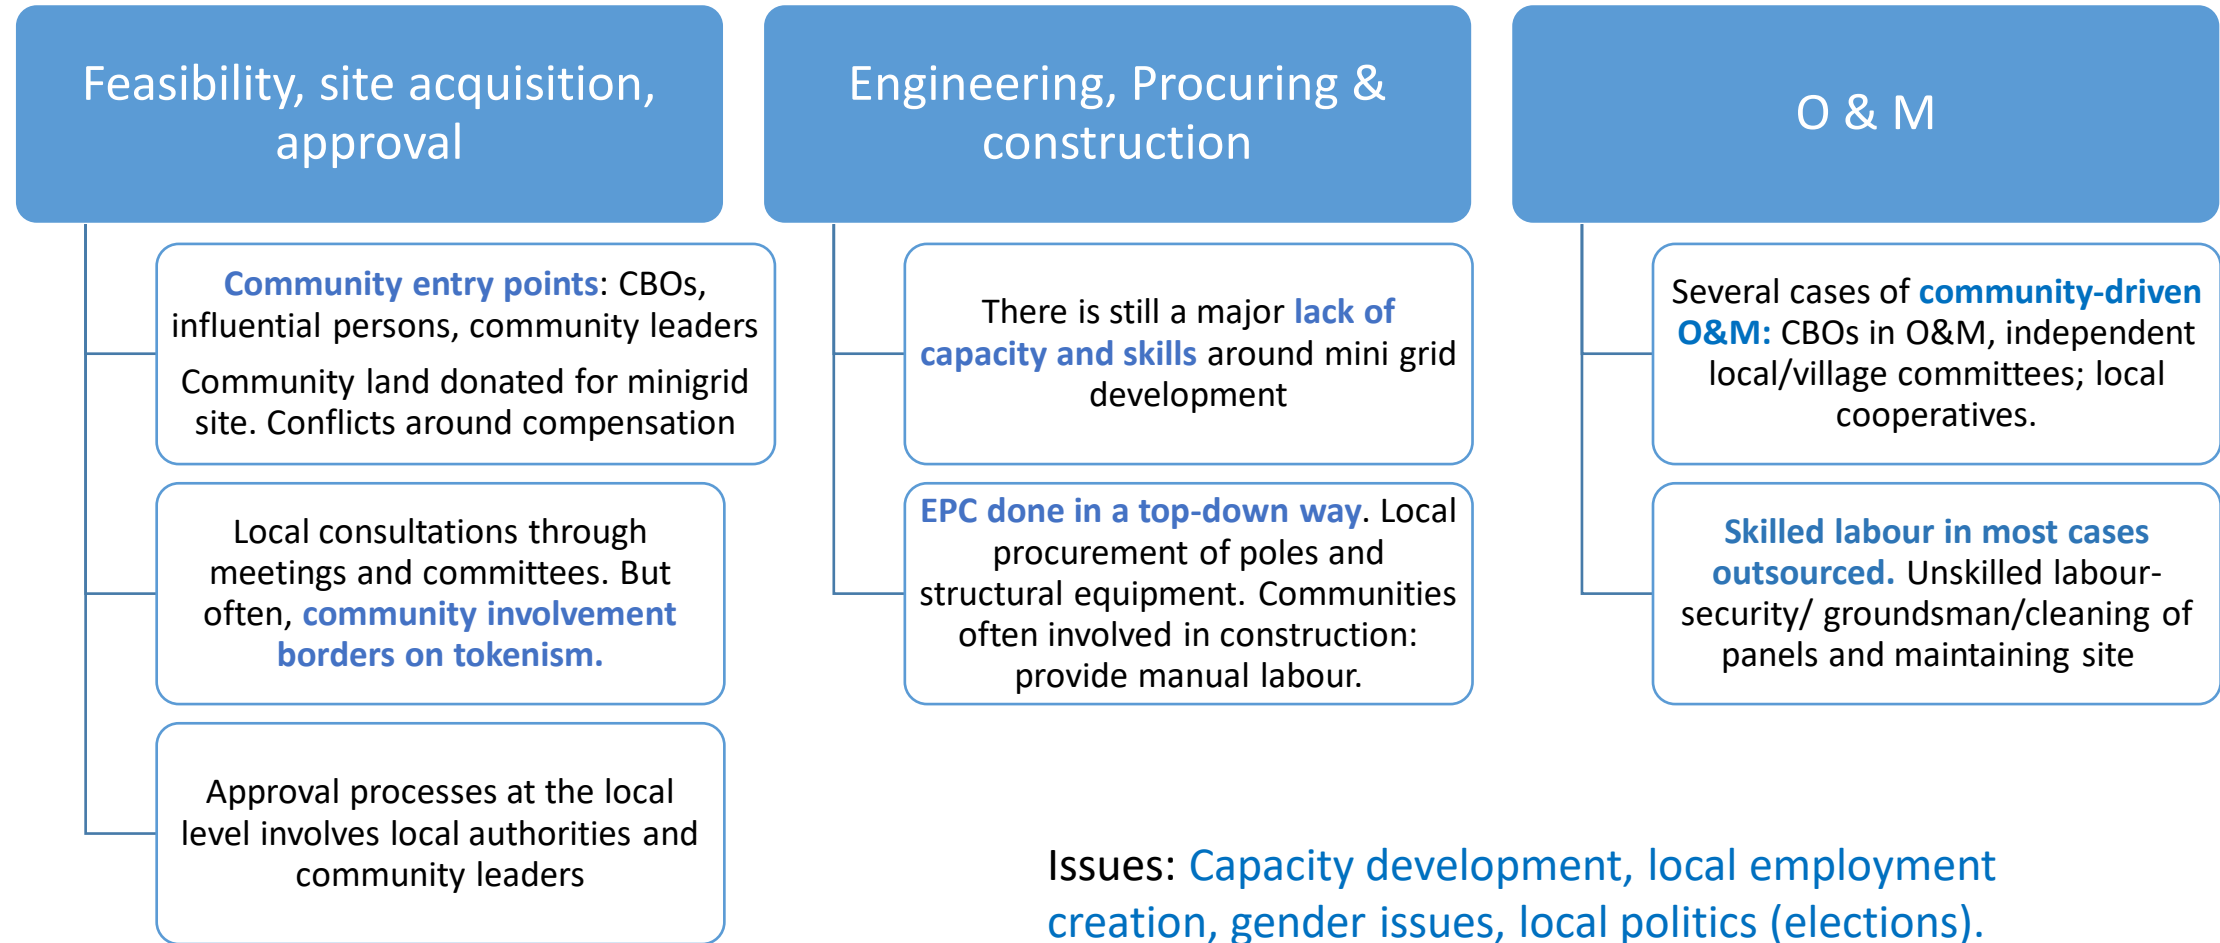 Feasibility, site acquisition,
approval
Community entry points: CBOs,
influential persons, community leaders
Community land donated for minigrid
site. Conflicts around compensation
Local consultations through
meetings and committees. But
often, community involvement
borders on tokenism.
Approval processes at the local
level involves local authorities and
community leaders
Engineering, Procuring &
construction
There is still a major lack of
capacity and skills around mini grid
development
EPC done in a top-down way. Local
procurement of poles and
structural equipment. Communities
often involved in construction:
provide manual labour.
O & M
Several cases of community-driven
O&M: CBOs in O&M, independent
local/village committees; local
cooperatives.
Skilled labour in most cases
outsourced. Unskilled labour-
security/ groundsman/cleaning of
panels and maintaining site
Issues: Capacity development, local employment
creation, gender issues, local politics (elections).